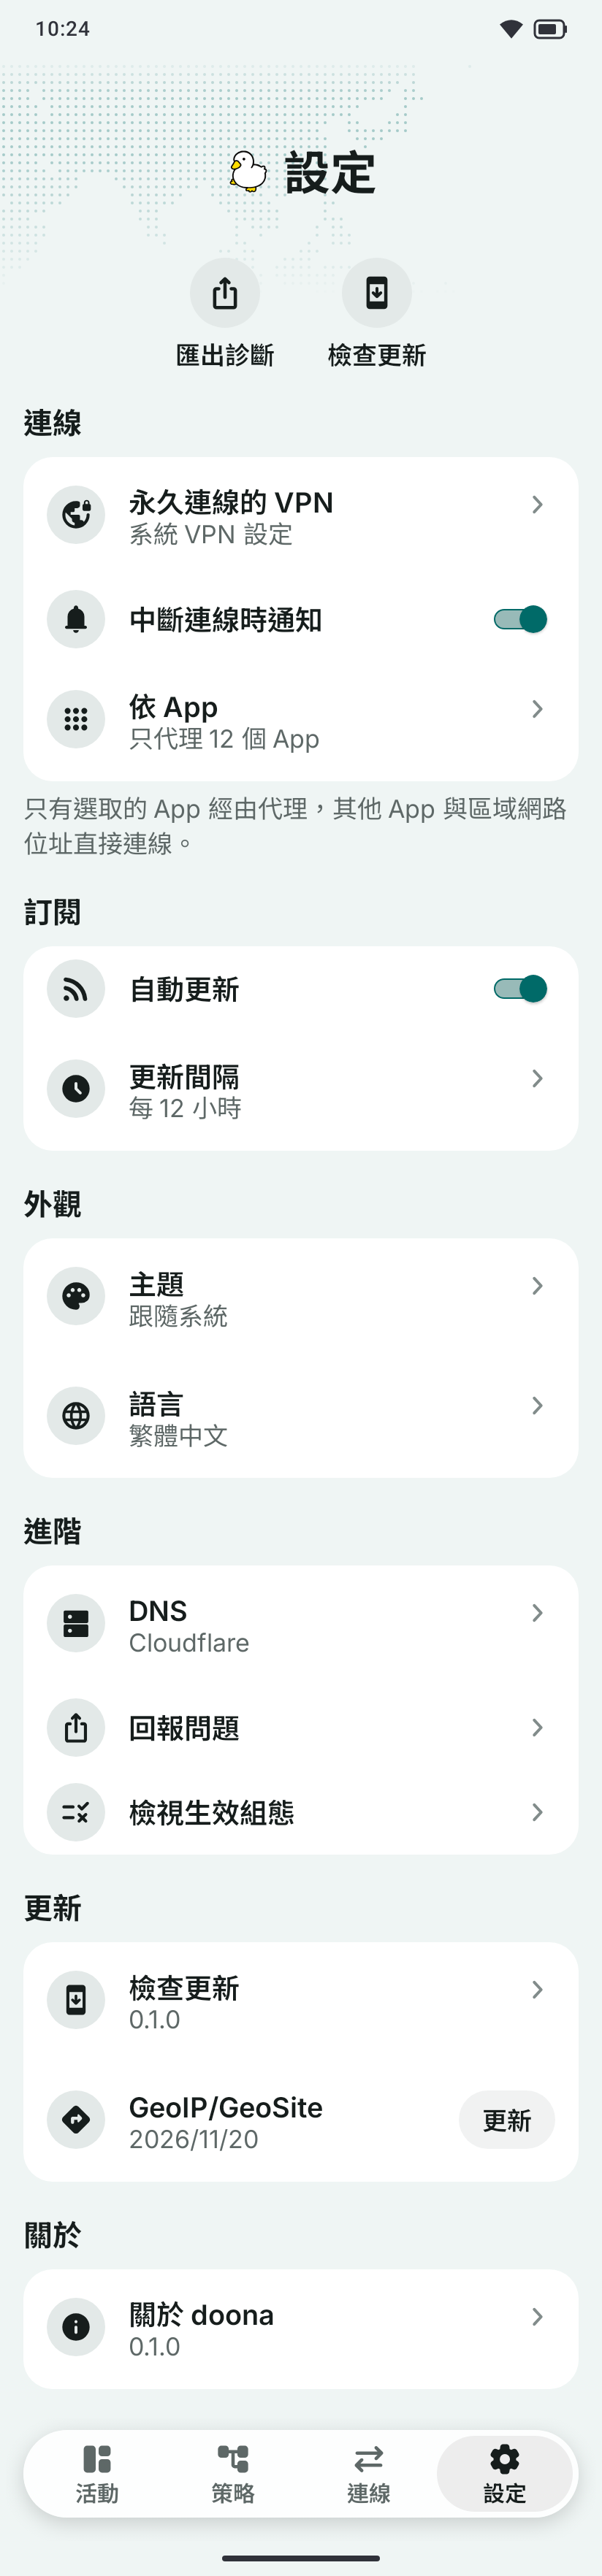 10:24
設定
匯出診斷
檢查更新
連線
永久連線的 VPN
系統 VPN 設定
中斷連線時通知
依 App
只代理 12 個 App
只有選取的 App 經由代理，其他 App 與區域網路
位址直接連線。
訂閱
自動更新
更新間隔
每 12 小時
外觀
主題
跟隨系統
語言
繁體中文
進階
DNS
Cloudflare
回報問題
檢視生效組態
更新
檢查更新
0.1.0
GeoIP/GeoSite
2026/11/20
更新
關於
關於 doona
0.1.0
活動
策略
連線
設定